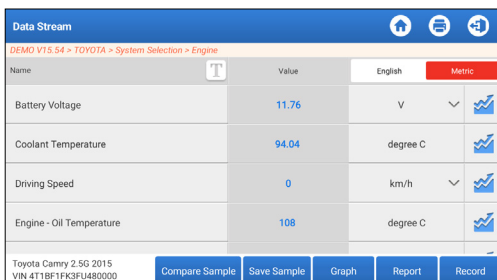 Data Stream
DEMO V15.54 > TOYOTA > System Selection > Engine
Name T Value English Metric
Battery Voltage 11.76 V
Coolant Temperature 94.04 degree C
Driving Speed 0 km/h
Engine - Oil Temperature 108 degree C
Toyota Camry 2.5G 2015
VIN 4T1BF1FK3FU480000
Compare Sample Save Sample Graph Report Record